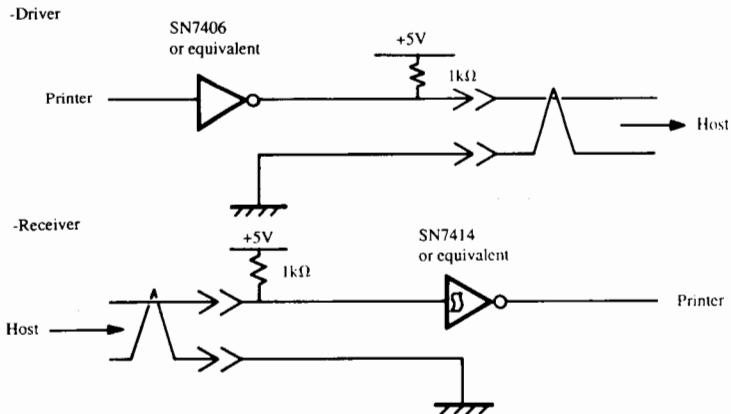 -Driver
SN7406
or equivalent
+5V
1kΩ
Printer
Host
-Receiver
+5V
1kΩ
SN7414
or equivalent
Host
Printer